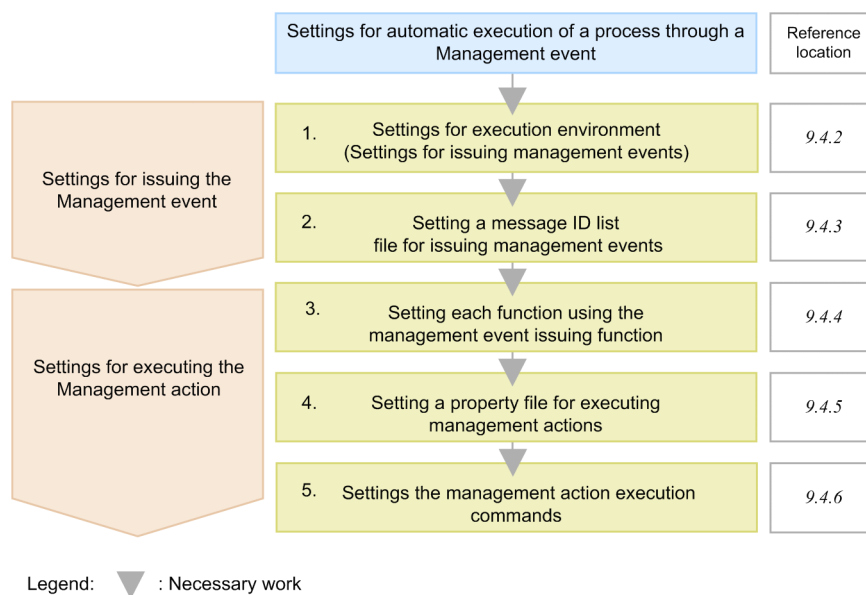 Settings for automatic execution of a process through a
Management event
Reference
location
Settings for issuing the
Management event
1. Settings for execution environment
(Settings for issuing management events)
9.4.2
2. Setting a message ID list
file for issuing management events
9.4.3
Settings for executing the
Management action
3. Setting each function using the
management event issuing function
9.4.4
4. Setting a property file for executing
management actions
9.4.5
5. Settings the management action execution
commands
9.4.6
Legend: : Necessary work